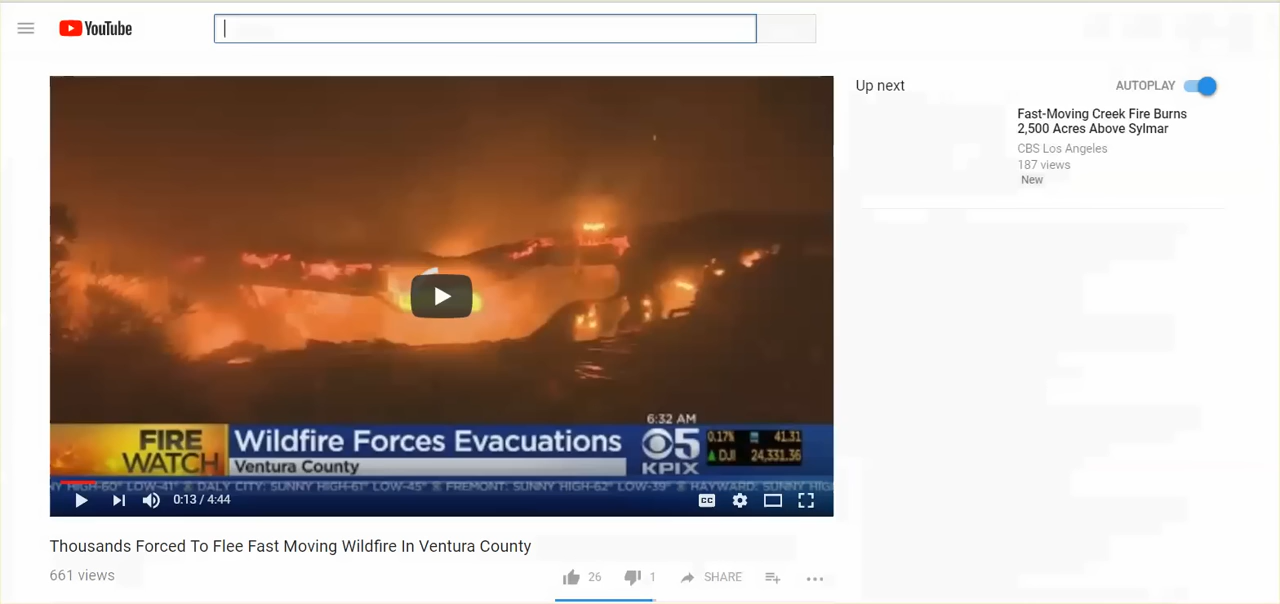 YouTube
Up next
AUTOPLAY
Fast-Moving Creek Fire Burns
2,500 Acres Above Sylmar
CBS Los Angeles
187 views
New
6:32 AM
FIRE
WATCH
Wildfire Forces Evacuations
Ventura County
5
KPIX
0.17% 41.31
DJI 24,331.36
HIGH-60° LOW-41° DALY CITY: SUNNY HIGH-61° LOW-45° FREMONT: SUNNY HIGH-62° LOW-39° HAYWARD: SUNNY
0:13 / 4:44
CC
Thousands Forced To Flee Fast Moving Wildfire In Ventura County
661 views
26
1
SHARE